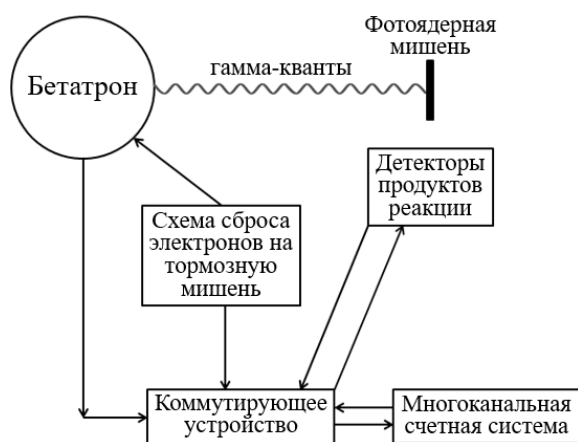 Фотоядерная
мишень
гамма-кванты
Бетатрон
Детекторы
продуктов
реакции
Схема сброса
электронов на
тормозную
мишень
Коммутирующее
устройство
Многоканальная
счетная система